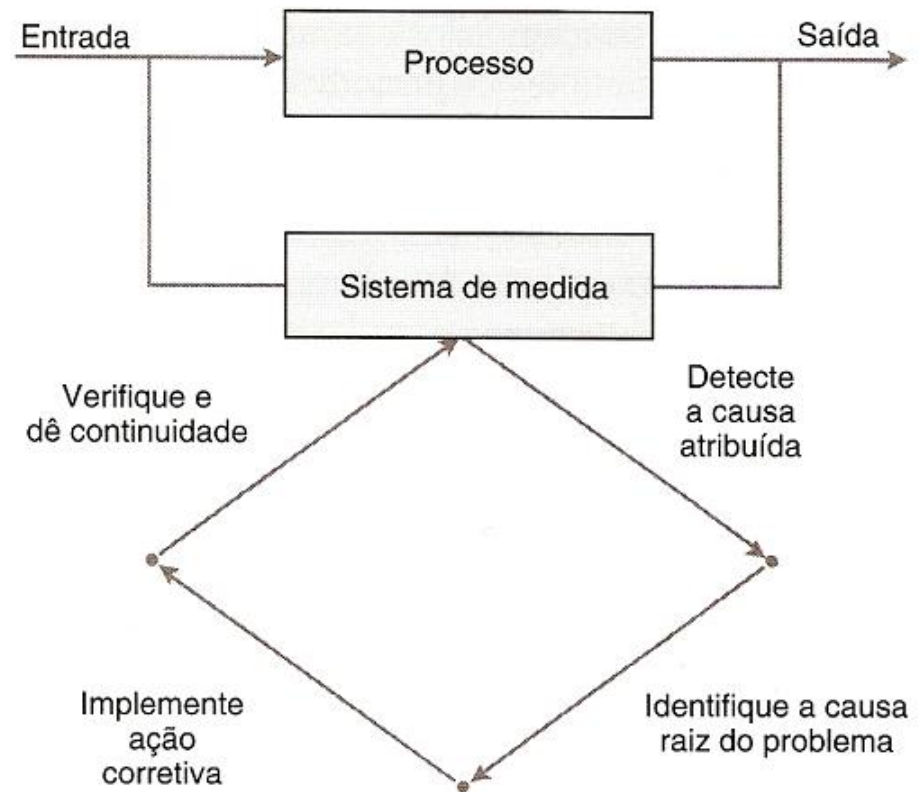 Entrada
Processo
Saída
Sistema de medida
Verifique e
dê continuidade
Detecte
a causa
atribuída
Implemente
ação
corretiva
Identifique a causa
raiz do problema